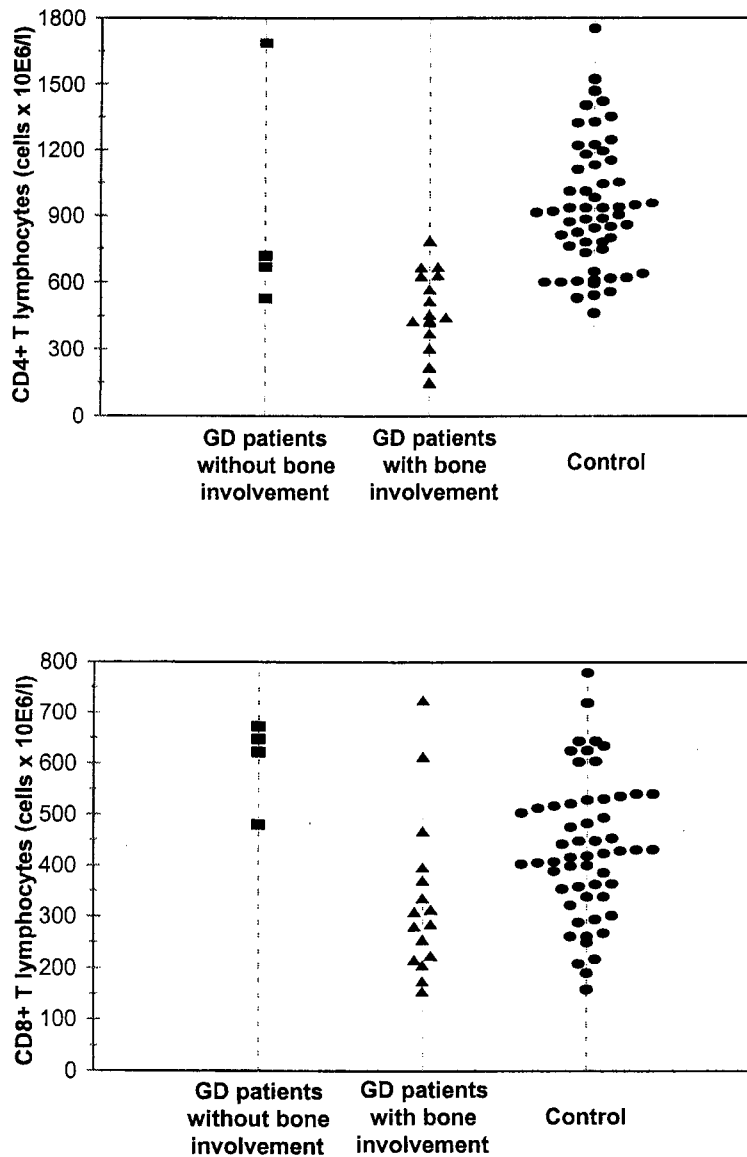 CD4+ T lymphocytes (cells x 10E6/l)
1800
1500
1200
900
600
300
0
GD patients without bone involvement
GD patients with bone involvement
Control
CD8+ T lymphocytes (cells x 10E6/l)
800
700
600
500
400
300
200
100
0
GD patients without bone involvement
GD patients with bone involvement
Control